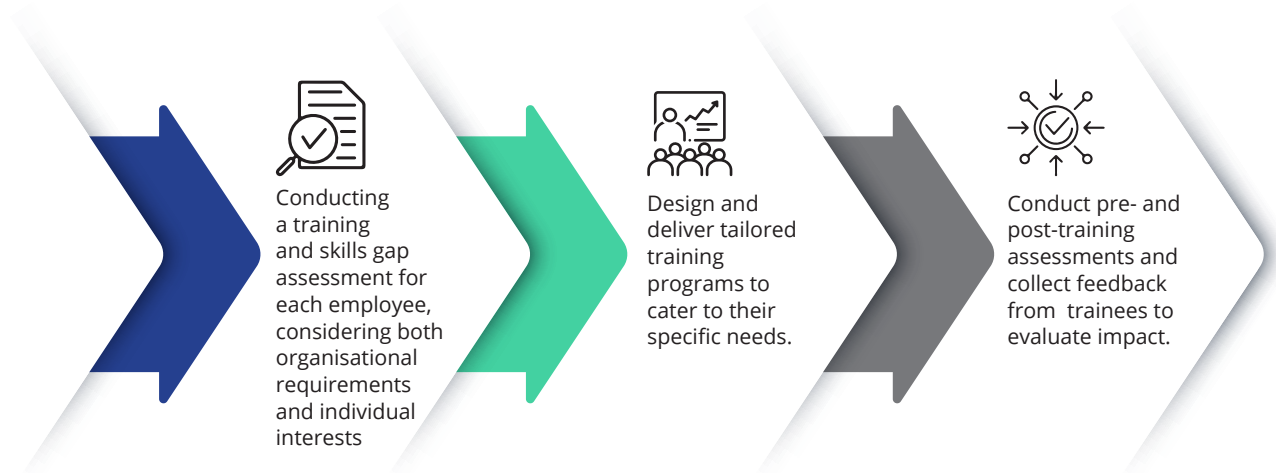 Conducting
a training
and skills gap
assessment for
each employee,
considering both
organisational
requirements
and individual
interests
Design and
deliver tailored
training
programs to
cater to their
specific needs.
Conduct pre- and
post-training
assessments and
collect feedback
from  trainees to
evaluate impact.